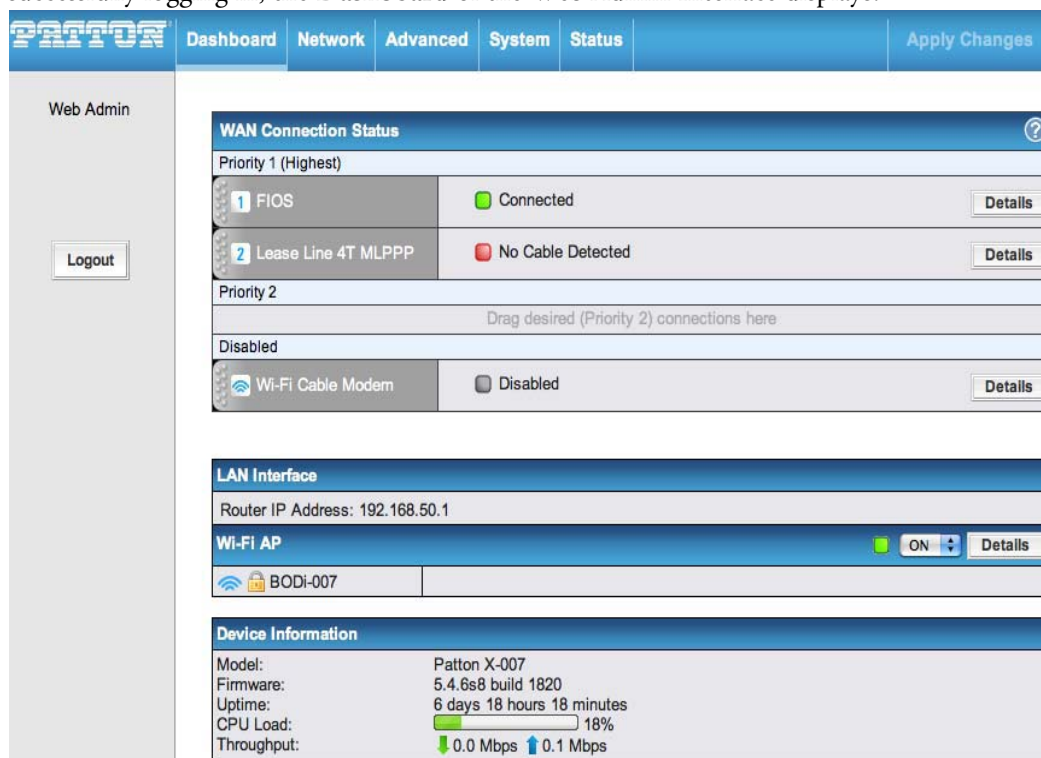 PATTON
Dashboard Network Advanced System Status Apply Changes
Web Admin
Logout
WAN Connection Status ?
Priority 1 (Highest)
1 FIOS Connected Details
2 Lease Line 4T MLPPP No Cable Detected Details
Priority 2
Drag desired (Priority 2) connections here
Disabled
Wi-Fi Cable Modem Disabled Details
LAN Interface
Router IP Address: 192.168.50.1
Wi-Fi AP ON Details
BODi-007
Device Information
Model: Patton X-007
Firmware: 5.4.6s8 build 1820
Uptime: 6 days 18 hours 18 minutes
CPU Load: 18%
Throughput: 0.0 Mbps 0.1 Mbps